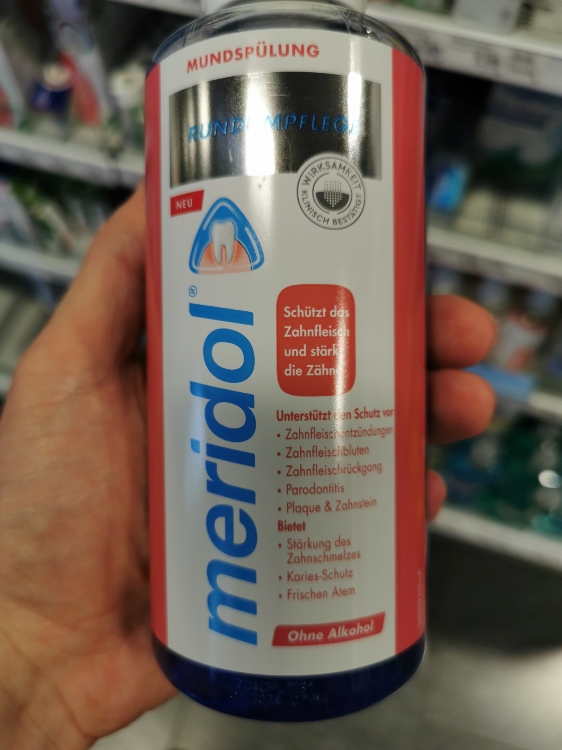 MUNDSPÜLUNG
RUNDUMPFLEGE
WIRKSAMKEIT
KLINISCH BESTÄTIGT
NEU
meridol®
Schützt das
Zahnfleisch
und stärkt
die Zähne
Unterstützt den Schutz vor
• Zahnfleischentzündungen
• Zahnfleischbluten
• Zahnfleischrückgang
• Parodontitis
• Plaque & Zahnstein
Bietet
• Stärkung des
Zahnschmelzes
• Karies-Schutz
• Frischen Atem
Ohne Alkohol